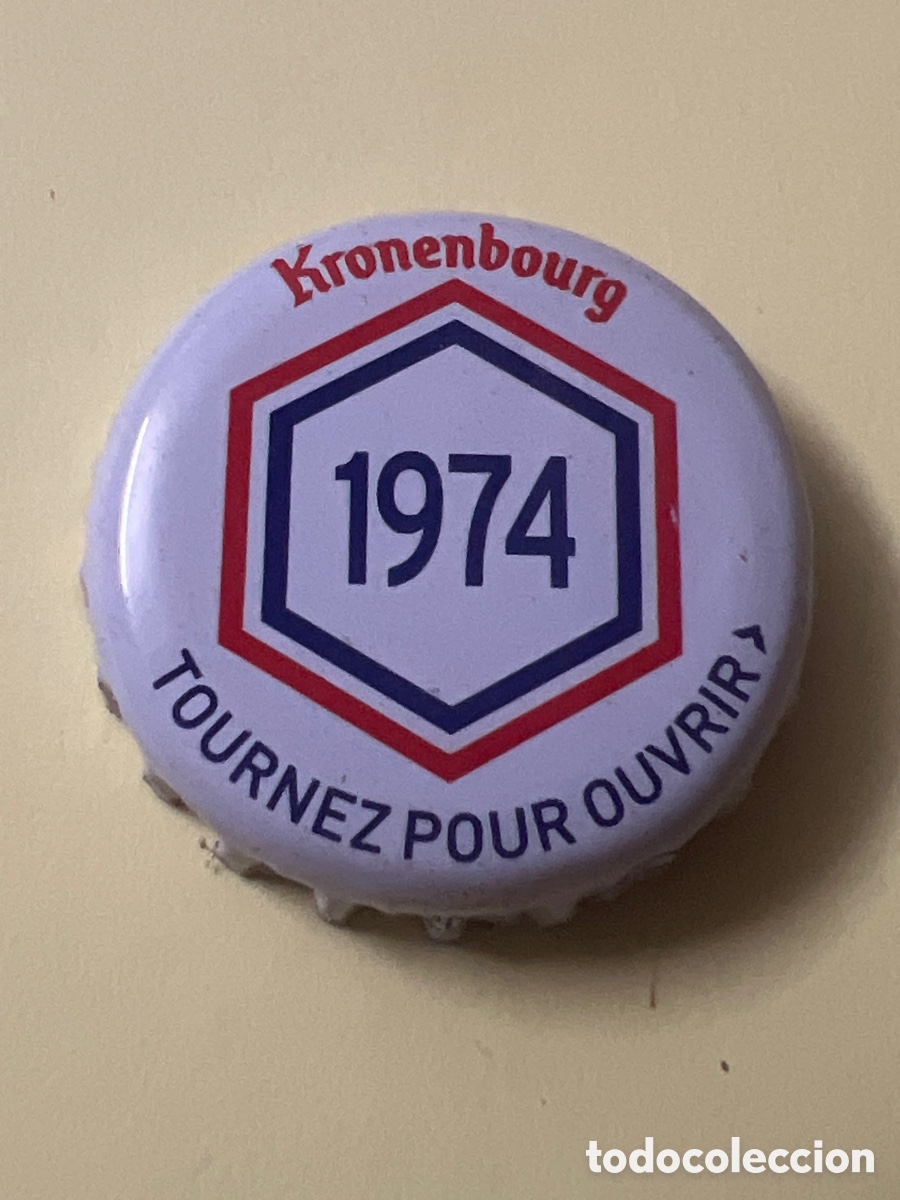 Kronenbourg
1974
TOURNEZ POUR OUVRIR >
todocoleccion